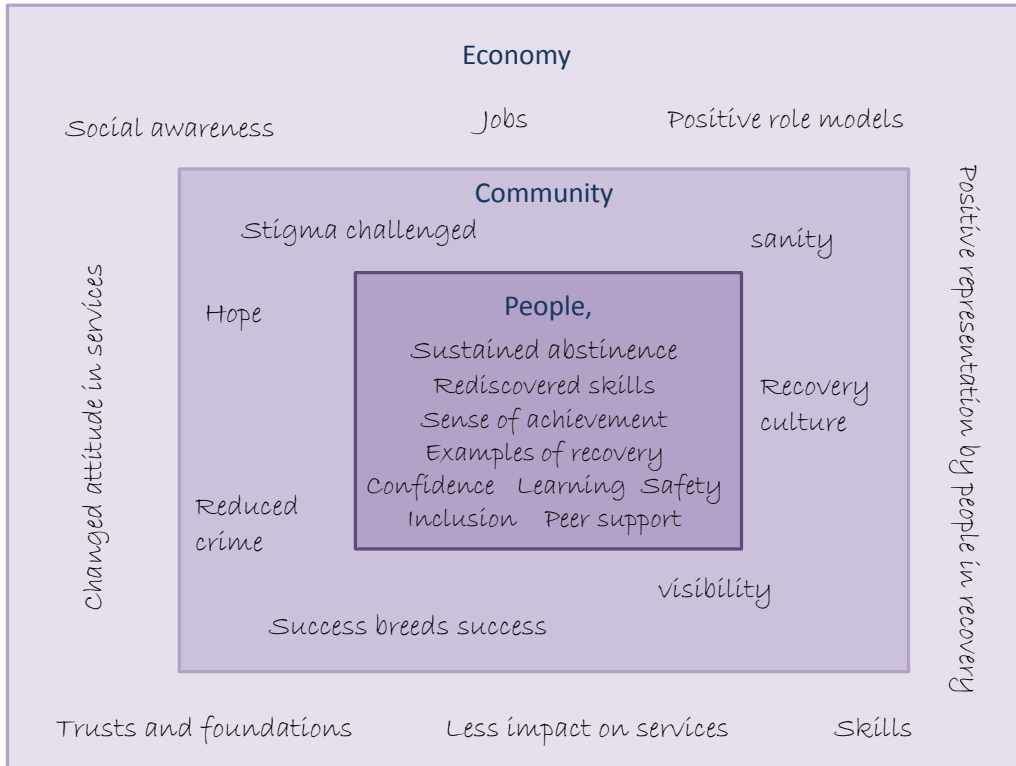 Economy
Social awareness
Jobs
Positive role models
Community
Stigma challenged
sanity
Hope
People,
Sustained abstinence
Rediscovered skills
Sense of achievement
Examples of recovery
Confidence Learning Safety
Inclusion Peer support
Recovery
culture
Reduced
crime
visibility
Success breeds success
Changed attitude in services
Positive representation by people in recovery
Trusts and foundations
Less impact on services
Skills